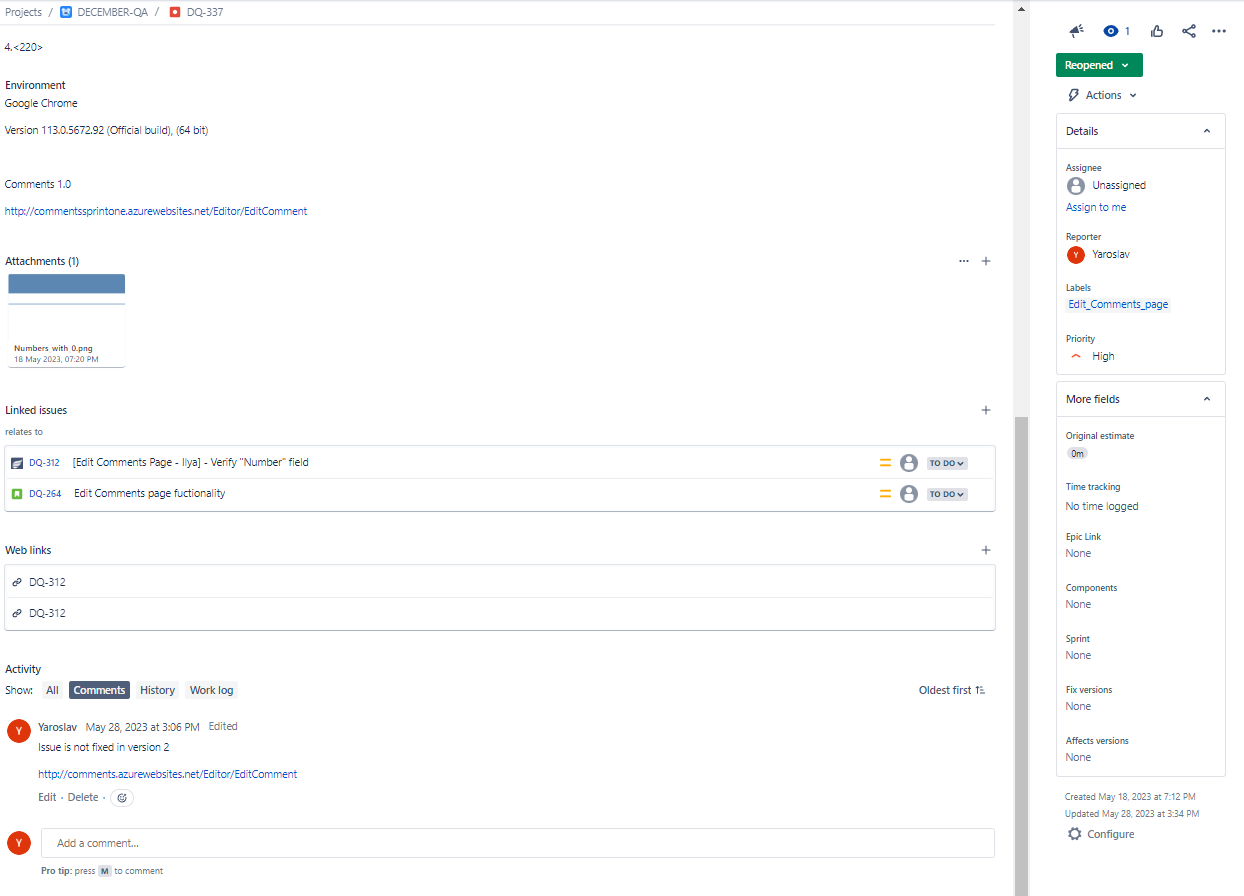 Projects / DECEMBER-QA / DQ-337
4.<220>
Environment
Google Chrome
Version 113.0.5672.92 (Official build), (64 bit)
Comments 1.0
http://commentssprintone.azurewebsites.net/Editor/EditComment
Attachments (1)
Numbers_with_0.png
18 May 2023, 07:20 PM
Linked issues
relates to
DQ-312 [Edit Comments Page - Ilya] - Verify "Number" field TO DO
DQ-264 Edit Comments page fuctionality TO DO
Web links
DQ-312
DQ-312
Activity
Show: All Comments History Work log Oldest first
Y Yaroslav May 28, 2023 at 3:06 PM Edited
Issue is not fixed in version 2
http://comments.azurewebsites.net/Editor/EditComment
Edit · Delete ·
Y Add a comment...
Pro tip: press M to comment
1
Reopened
Actions
Details
Assignee
Unassigned
Assign to me
Reporter
Y Yaroslav
Labels
Edit_Comments_page
Priority
High
More fields
Original estimate
0m
Time tracking
No time logged
Epic Link
None
Components
None
Sprint
None
Fix versions
None
Affects versions
None
Created May 18, 2023 at 7:12 PM
Updated May 28, 2023 at 3:34 PM
Configure